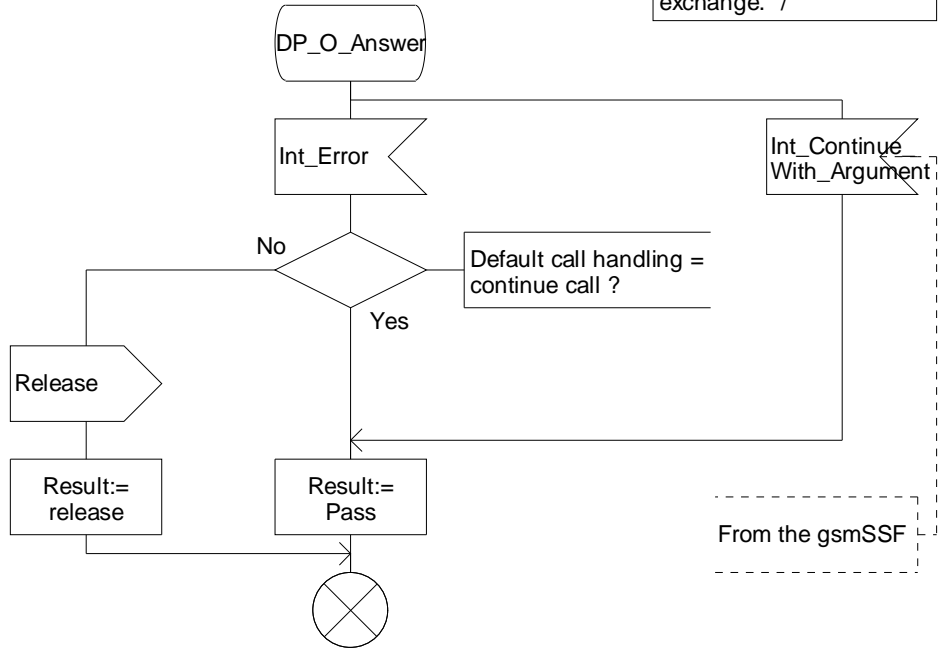 exchange. */
DP_O_Answer
Int_Error
Int_Continue_
With_Argument
No
Default call handling =
continue call ?
Yes
Release
Result:=
release
Result:=
Pass
From the gsmSSF